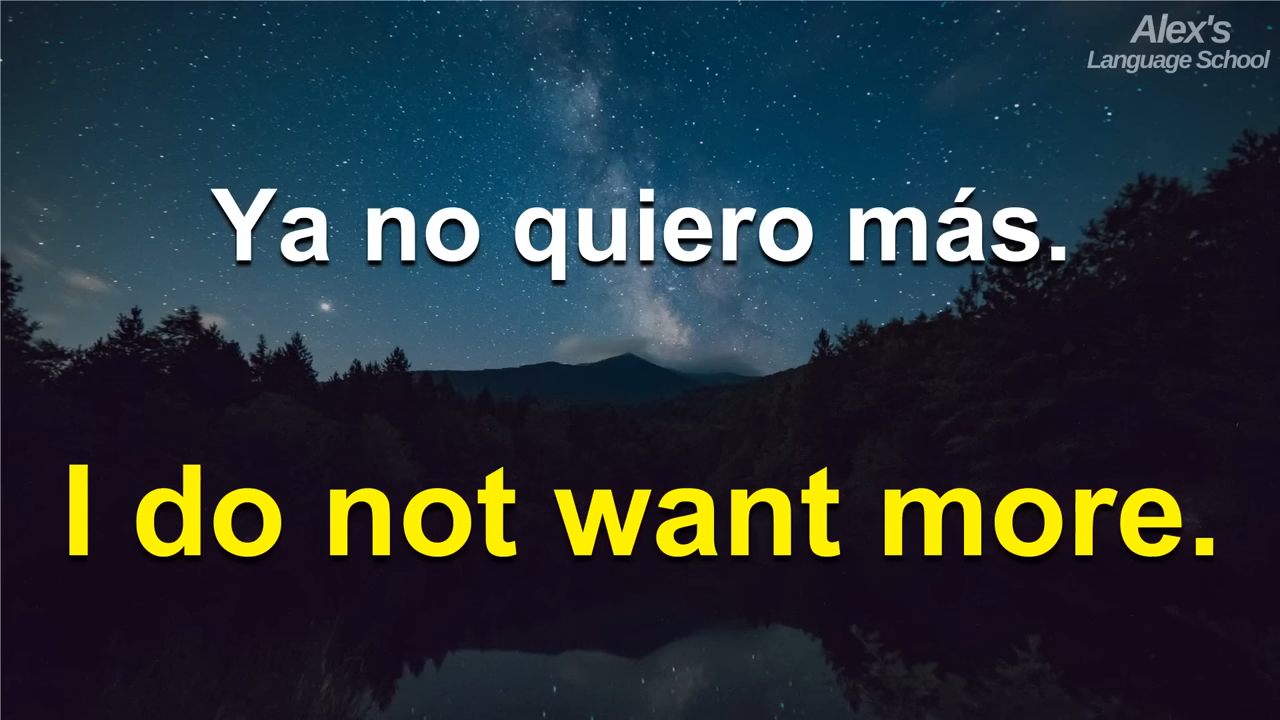 Alex's
Language School
Ya no quiero más.
I do not want more.